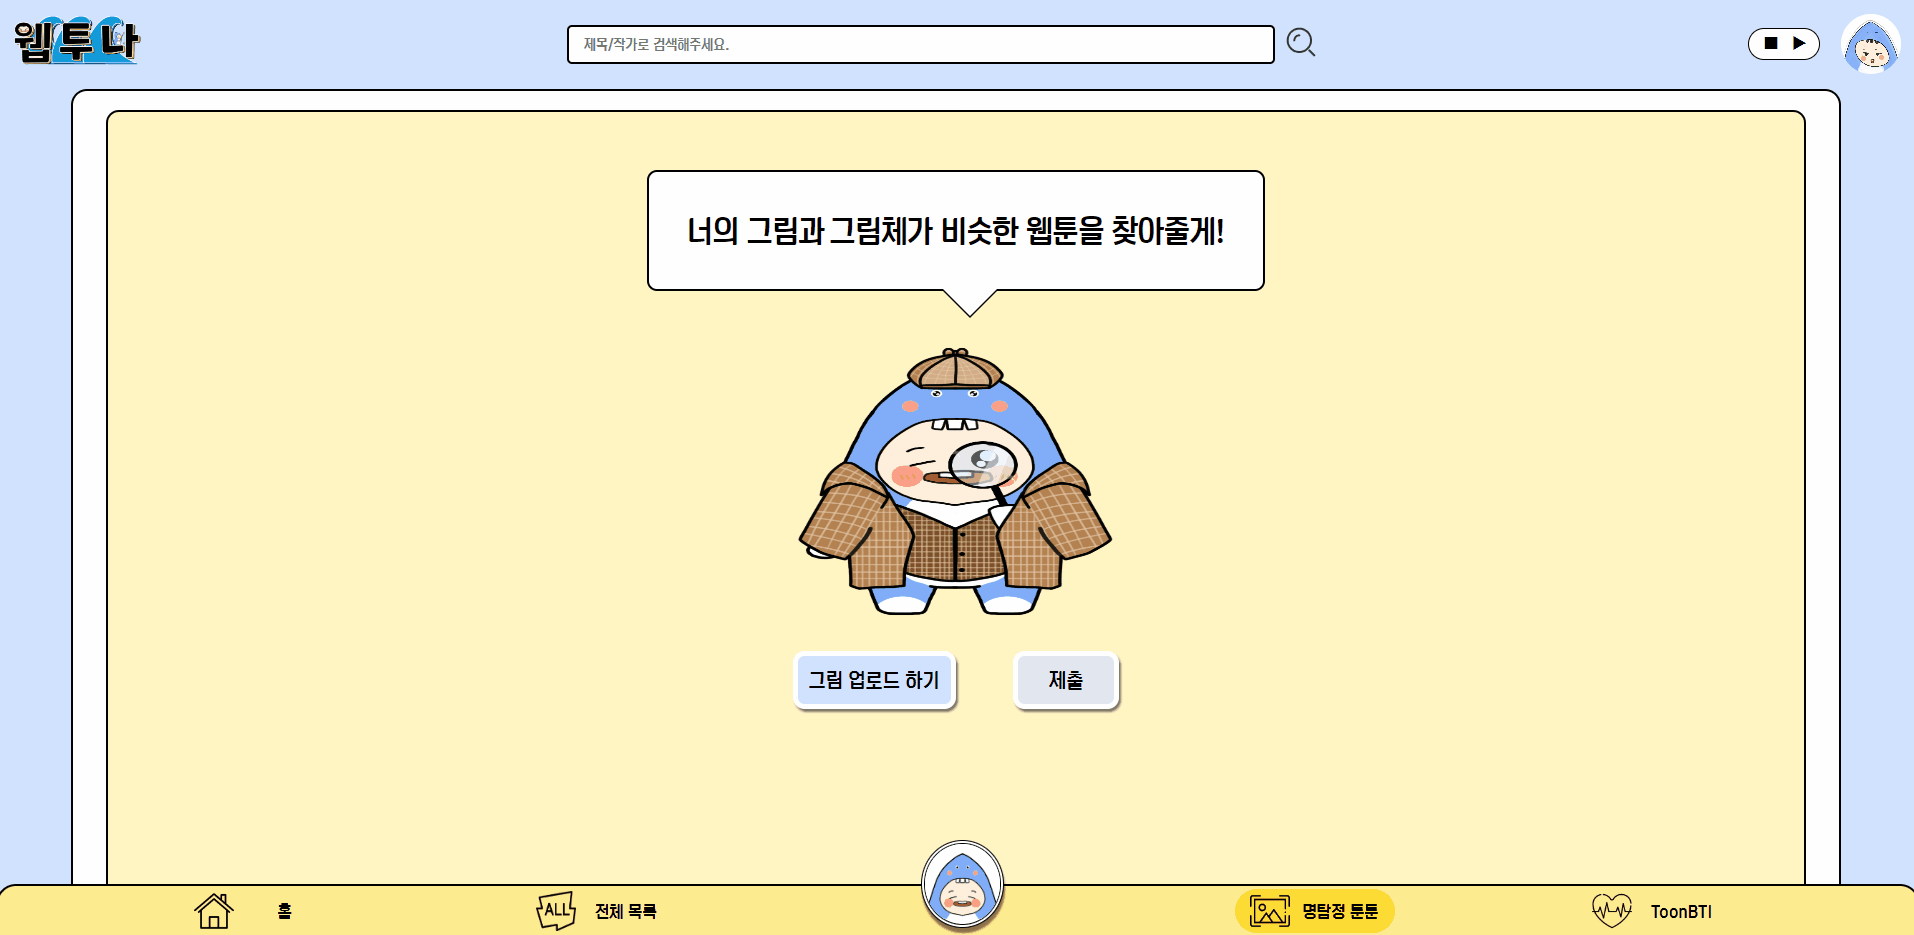 웹투나
제목/작가로 검색해주세요.
너의 그림과 그림체가 비슷한 웹툰을 찾아줄게!
그림 업로드 하기
제출
홈
ALL 전체 목록
명탐정 툰툰
ToonBTI